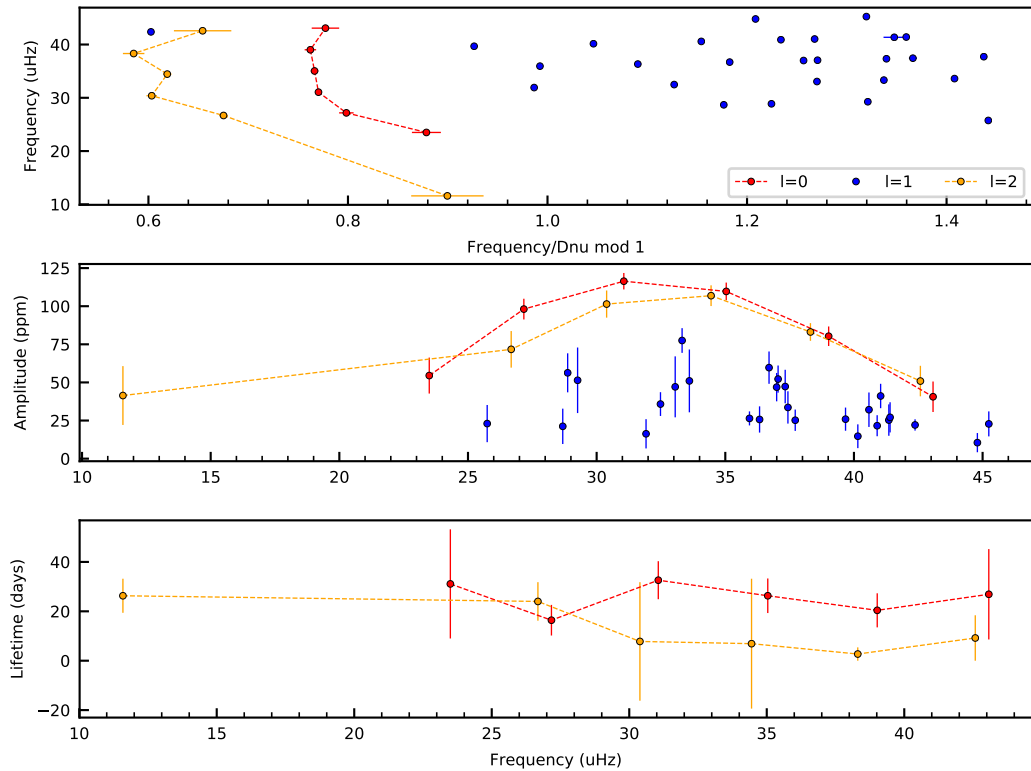 Frequency (uHz)
40
30
20
10
0.6 0.8 1.0 1.2 1.4
l=0 l=1 l=2
Frequency/Dnu mod 1
Amplitude (ppm)
125
100
75
50
25
0
10 15 20 25 30 35 40 45
Lifetime (days)
40
20
0
−20
10 15 20 25 30 35 40
Frequency (uHz)